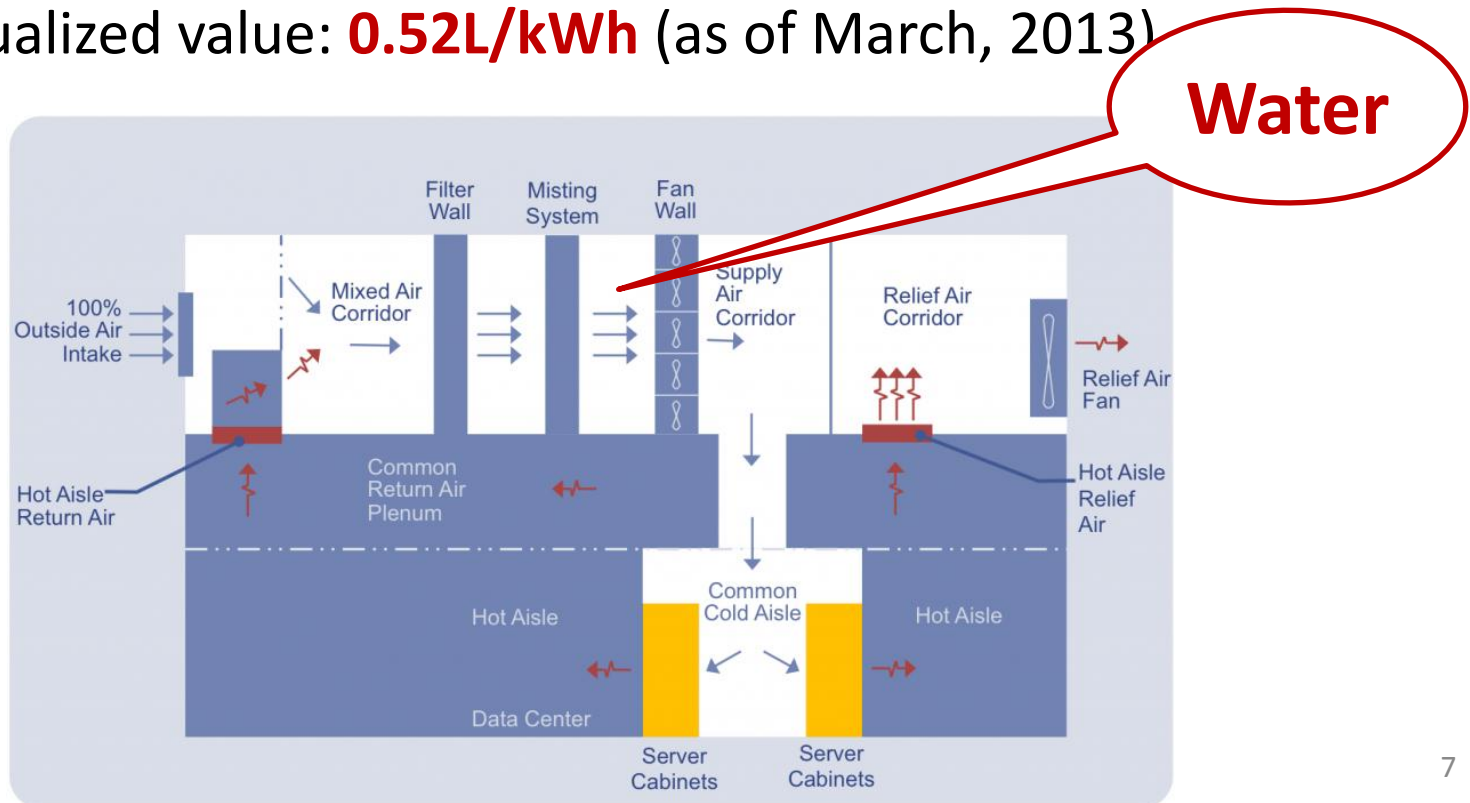 ualized value: 0.52L/kWh (as of March, 2013)
Water
Filter
Wall
Misting
System
Fan
Wall
100%
Outside Air
Intake
Mixed Air
Corridor
Supply
Air
Corridor
Relief Air
Corridor
Relief Air
Fan
Hot Aisle
Return Air
Common
Return Air
Plenum
Hot Aisle
Relief
Air
Common
Cold Aisle
Hot Aisle
Hot Aisle
Data Center
Server
Cabinets
Server
Cabinets
7